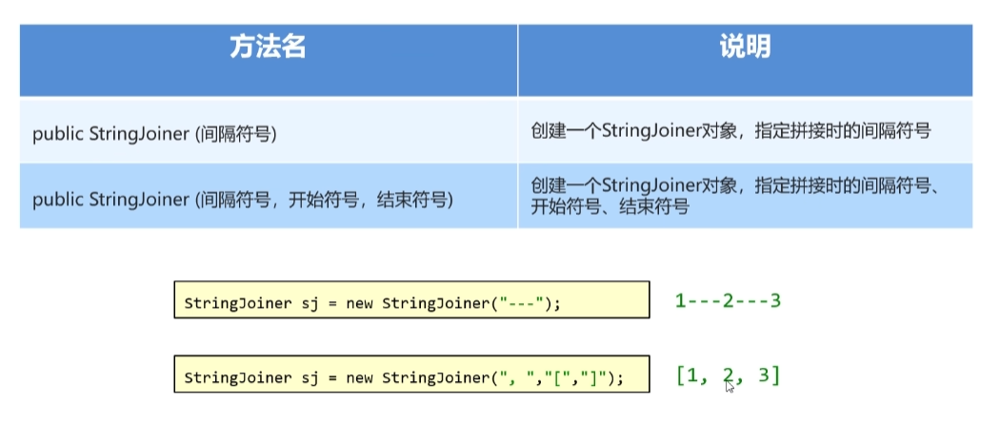 方法名
说明
public StringJoiner (间隔符号)
创建一个StringJoiner对象，指定拼接时的间隔符号
public StringJoiner (间隔符号，开始符号，结束符号)
创建一个StringJoiner对象，指定拼接时的间隔符号、
开始符号、结束符号
StringJoiner sj = new StringJoiner("---");
1---2---3
StringJoiner sj = new StringJoiner(", ","[","]");
[1, 2, 3]